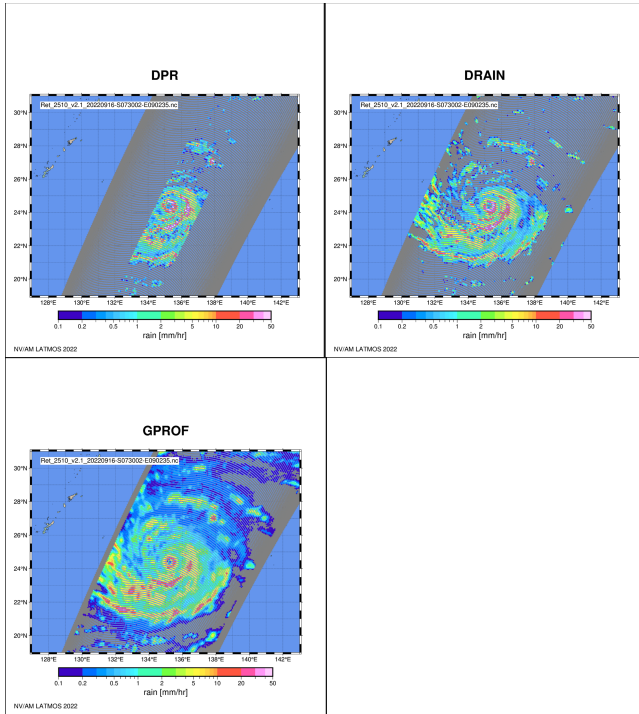 DPR
Ret_2510_v2.1_20220916-S073002-E090235.nc
30°N
28°N
26°N
24°N
22°N
20°N
128°E 130°E 132°E 134°E 136°E 138°E 140°E 142°E
0.1 0.2 0.5 1 2 5 10 20 50
rain [mm/hr]
NV/AM LATMOS 2022
DRAIN
Ret_2510_v2.1_20220916-S073002-E090235.nc
30°N
28°N
26°N
24°N
22°N
20°N
128°E 130°E 132°E 134°E 136°E 138°E 140°E 142°E
0.1 0.2 0.5 1 2 5 10 20 50
rain [mm/hr]
NV/AM LATMOS 2022
GPROF
Ret_2510_v2.1_20220916-S073002-E090235.nc
30°N
28°N
26°N
24°N
22°N
20°N
128°E 130°E 132°E 134°E 136°E 138°E 140°E 142°E
0.1 0.2 0.5 1 2 5 10 20 50
rain [mm/hr]
NV/AM LATMOS 2022